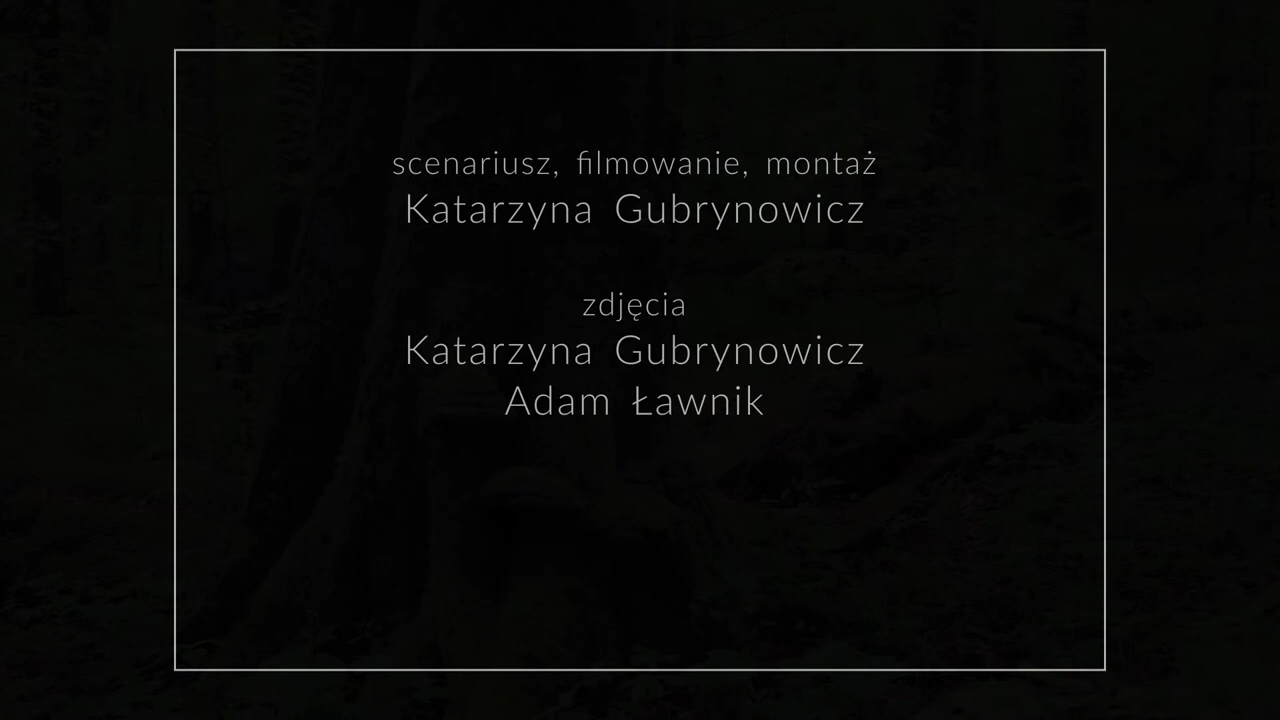 scenariusz, filmowanie, montaż
Katarzyna Gubrynowicz
zdjęcia
Katarzyna Gubrynowicz
Adam Ławnik